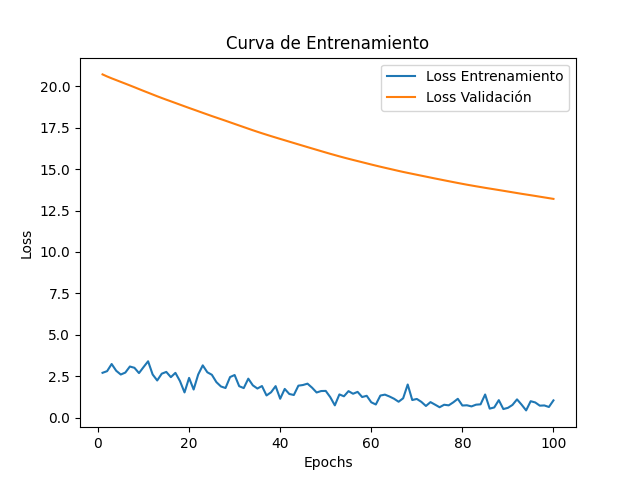 Curva de Entrenamiento
Loss Entrenamiento
Loss Validación
20.0
17.5
15.0
12.5
10.0
7.5
5.0
2.5
0.0
Loss
0 20 40 60 80 100
Epochs